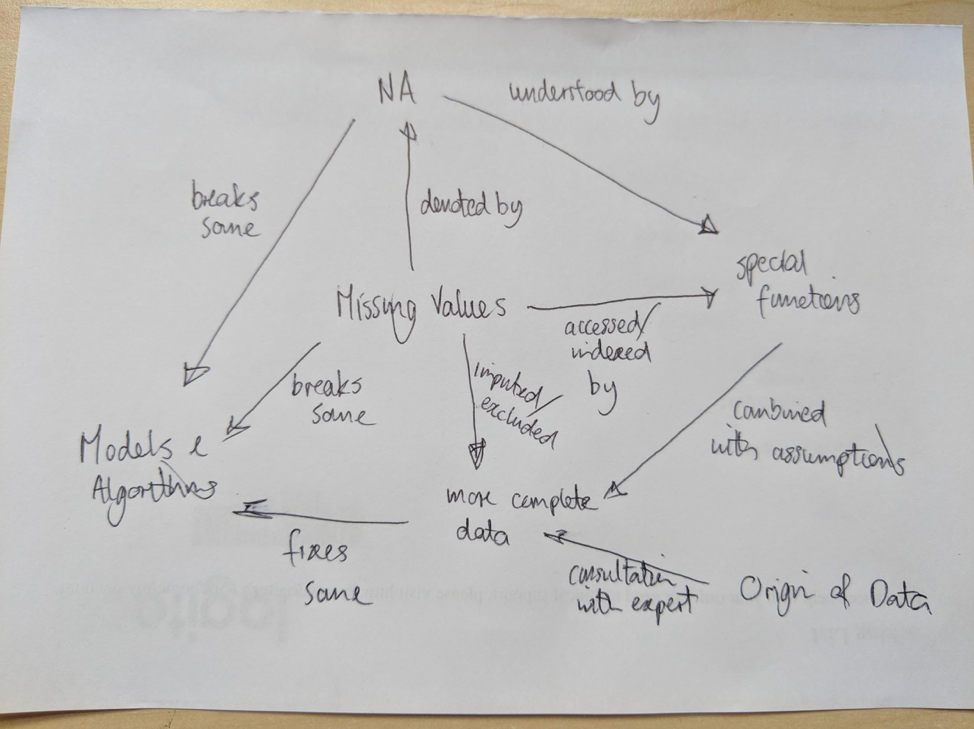 NA
understood by
breaks
some
denoted by
special
functions
Missing Values
accessed/
indexed
by
breaks
some
imputed/
excluded
combined
with assumptions
Models &
Algorithms
more complete
data
fixes
some
consultation
with expert
Origin of Data